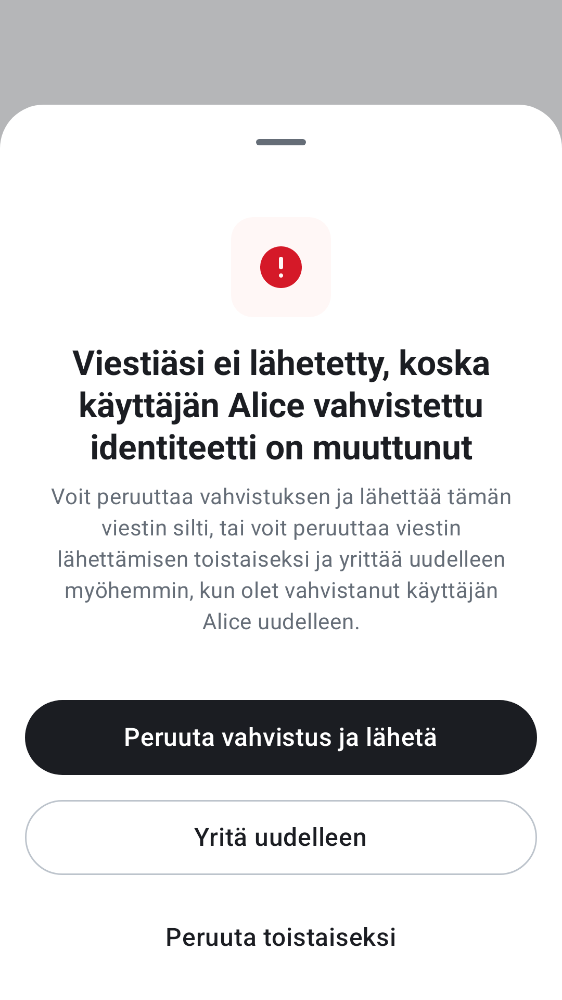 Viestiäsi ei lähetetty, koska
käyttäjän Alice vahvistettu
identiteetti on muuttunut
Voit peruuttaa vahvistuksen ja lähettää tämän
viestin silti, tai voit peruuttaa viestin
lähettämisen toistaiseksi ja yrittää uudelleen
myöhemmin, kun olet vahvistanut käyttäjän
Alice uudelleen.
Peruuta vahvistus ja lähetä
Yritä uudelleen
Peruuta toistaiseksi